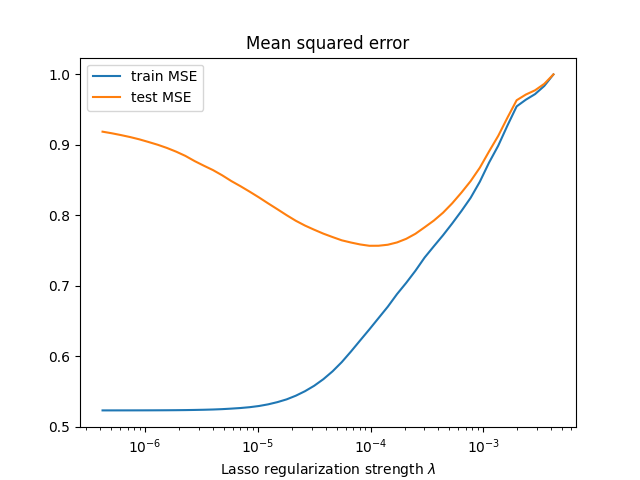 Mean squared error
train MSE
test MSE
1.0
0.9
0.8
0.7
0.6
0.5
10⁻⁶ 10⁻⁵ 10⁻⁴ 10⁻³
Lasso regularization strength λ